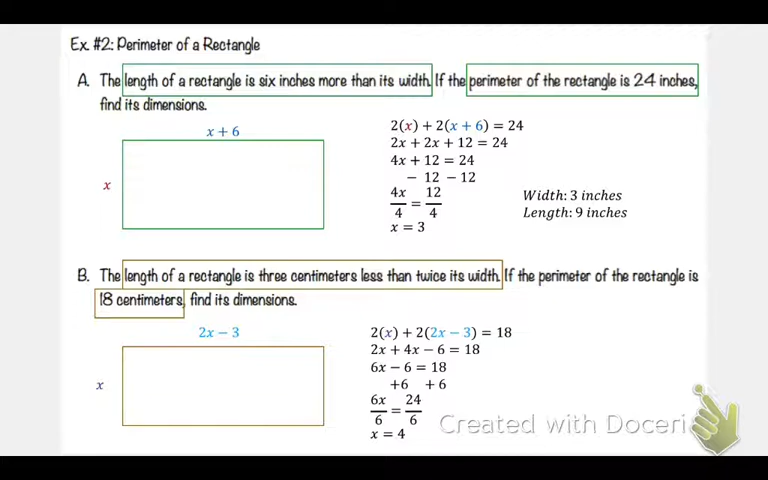 Ex. #2: Perimeter of a Rectangle
A. The length of a rectangle is six inches more than its width. If the perimeter of the rectangle is 24 inches, find its dimensions.
x + 6
x
2(x) + 2(x + 6) = 24
2x + 2x + 12 = 24
4x + 12 = 24
− 12 − 12
4x/4 = 12/4
x = 3
Width: 3 inches
Length: 9 inches
B. The length of a rectangle is three centimeters less than twice its width. If the perimeter of the rectangle is
18 centimeters, find its dimensions.
2x − 3
x
2(x) + 2(2x − 3) = 18
2x + 4x − 6 = 18
6x − 6 = 18
+6 +6
6x/6 = 24/6
x = 4
Created with Doceri